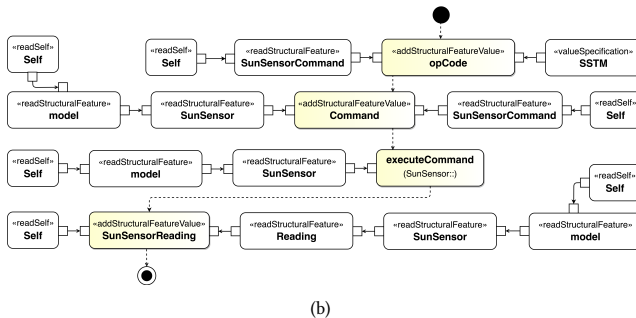 «readSelf»
Self
«readSelf»
Self
«readStructuralFeature»
SunSensorCommand
«addStructuralFeatureValue»
opCode
«valueSpecification»
SSTM
«readStructuralFeature»
model
«readStructuralFeature»
SunSensor
«addStructuralFeatureValue»
Command
«readStructuralFeature»
SunSensorCommand
«readSelf»
Self
«readSelf»
Self
«readStructuralFeature»
model
«readStructuralFeature»
SunSensor
executeCommand
(SunSensor::)
«readSelf»
Self
«readSelf»
Self
«addStructuralFeatureValue»
SunSensorReading
«readStructuralFeature»
Reading
«readStructuralFeature»
SunSensor
«readStructuralFeature»
model
(b)